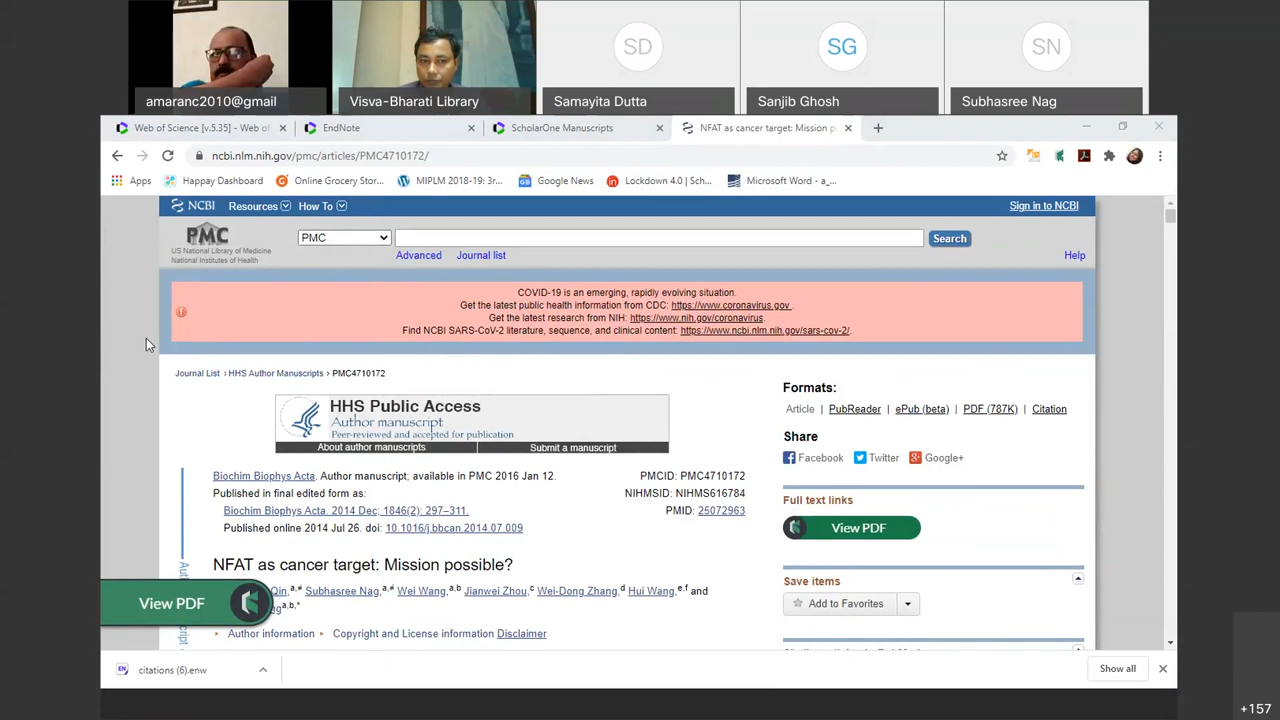 SD
SG
SN
amaranc2010@gmail
Visva-Bharati Library
Samayita Dutta
Sanjib Ghosh
Subhasree Nag
Web of Science [v.5.35] - Web of
EndNote
ScholarOne Manuscripts
NFAT as cancer target: Mission p
ncbi.nlm.nih.gov/pmc/articles/PMC4710172/
Apps
Happay Dashboard
Online Grocery Stor...
MIPLM 2018-19: 3r...
Google News
Lockdown 4.0 | Sch...
Microsoft Word - a_...
NCBI
Resources
How To
Sign in to NCBI
PMC
US National Library of Medicine
National Institutes of Health
PMC
Search
Advanced
Journal list
Help
COVID-19 is an emerging, rapidly evolving situation.
Get the latest public health information from CDC: https://www.coronavirus.gov .
Get the latest research from NIH: https://www.nih.gov/coronavirus.
Find NCBI SARS-CoV-2 literature, sequence, and clinical content: https://www.ncbi.nlm.nih.gov/sars-cov-2/.
Journal List › HHS Author Manuscripts › PMC4710172
HHS Public Access
Author manuscript
Peer-reviewed and accepted for publication
About author manuscripts
Submit a manuscript
Formats:
Article | PubReader | ePub (beta) | PDF (787K) | Citation
Share
Facebook
Twitter
Google+
Biochim Biophys Acta. Author manuscript; available in PMC 2016 Jan 12.
Published in final edited form as:
Biochim Biophys Acta. 2014 Dec; 1846(2): 297–311.
Published online 2014 Jul 26. doi: 10.1016/j.bbcan.2014.07.009
PMCID: PMC4710172
NIHMSID: NIHMS616784
PMID: 25072963
Full text links
View PDF
NFAT as cancer target: Mission possible?
Qin,a,≠ Subhasree Nag,a,≠ Wei Wang,a,b Jianwei Zhou,c Wei-Dong Zhang,d Hui Wang,e,f and
a,b,*
Author information
Copyright and License information Disclaimer
View PDF
Save items
Add to Favorites
citations (6).enw
Show all
+157